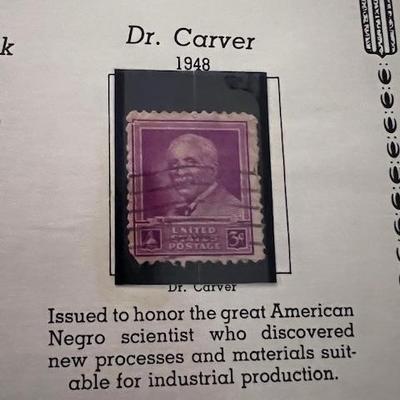 k
Dr. Carver
1948
UNITED
STATES
POSTAGE
3¢
Dr. Carver
Issued to honor the great American
Negro scientist who discovered
new processes and materials suit-
able for industrial production.